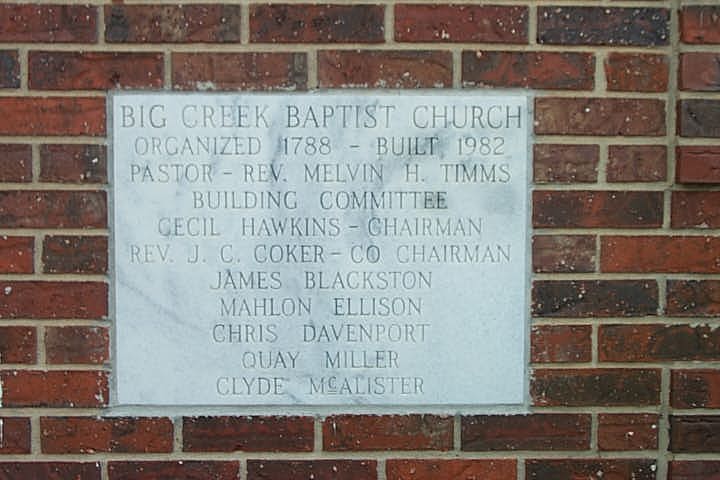 BIG CREEK BAPTIST CHURCH
ORGANIZED 1788 - BUILT 1982
PASTOR - REV. MELVIN H. TIMMS
BUILDING COMMITTEE
CECIL HAWKINS - CHAIRMAN
REV. J. C. COKER - CO CHAIRMAN
JAMES BLACKSTON
MAHLON ELLISON
CHRIS DAVENPORT
QUAY MILLER
CLYDE McALISTER